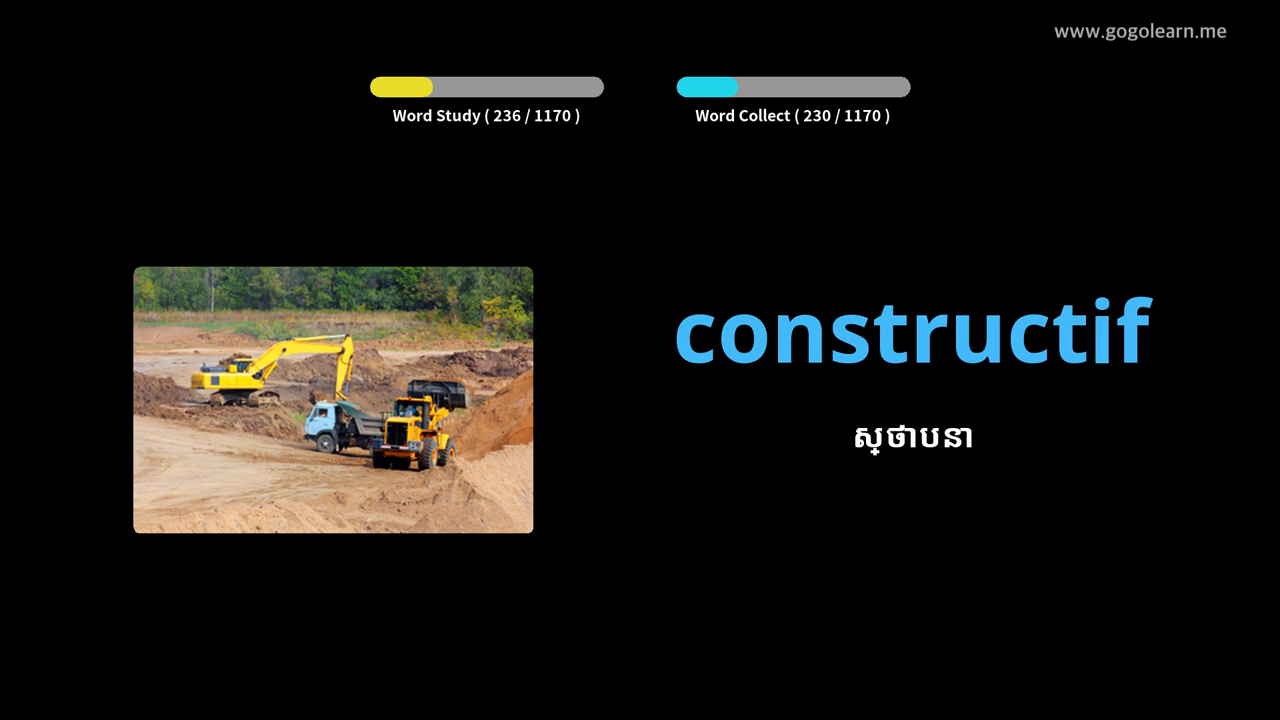 www.gogolearn.me
Word Study ( 236 / 1170 )
Word Collect ( 230 / 1170 )
constructif
ស្ថាបនា